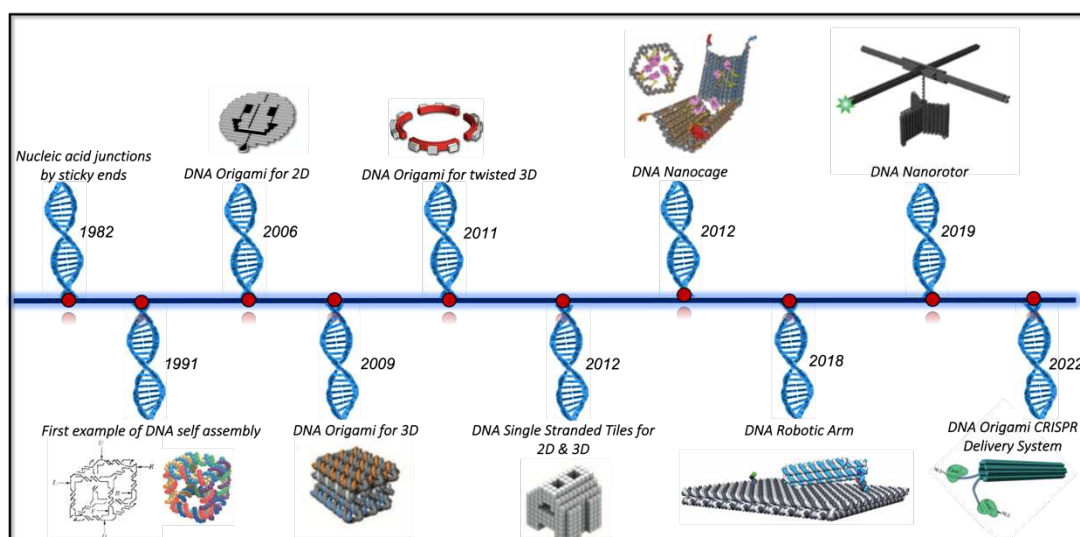 Nucleic acid junctions
by sticky ends
1982
DNA Origami for 2D
2006
DNA Origami for twisted 3D
2011
DNA Nanocage
2012
DNA Nanorotor
2019
1991
First example of DNA self assembly
2009
DNA Origami for 3D
2012
DNA Single Stranded Tiles for
2D & 3D
2018
DNA Robotic Arm
2022
DNA Origami CRISPR
Delivery System